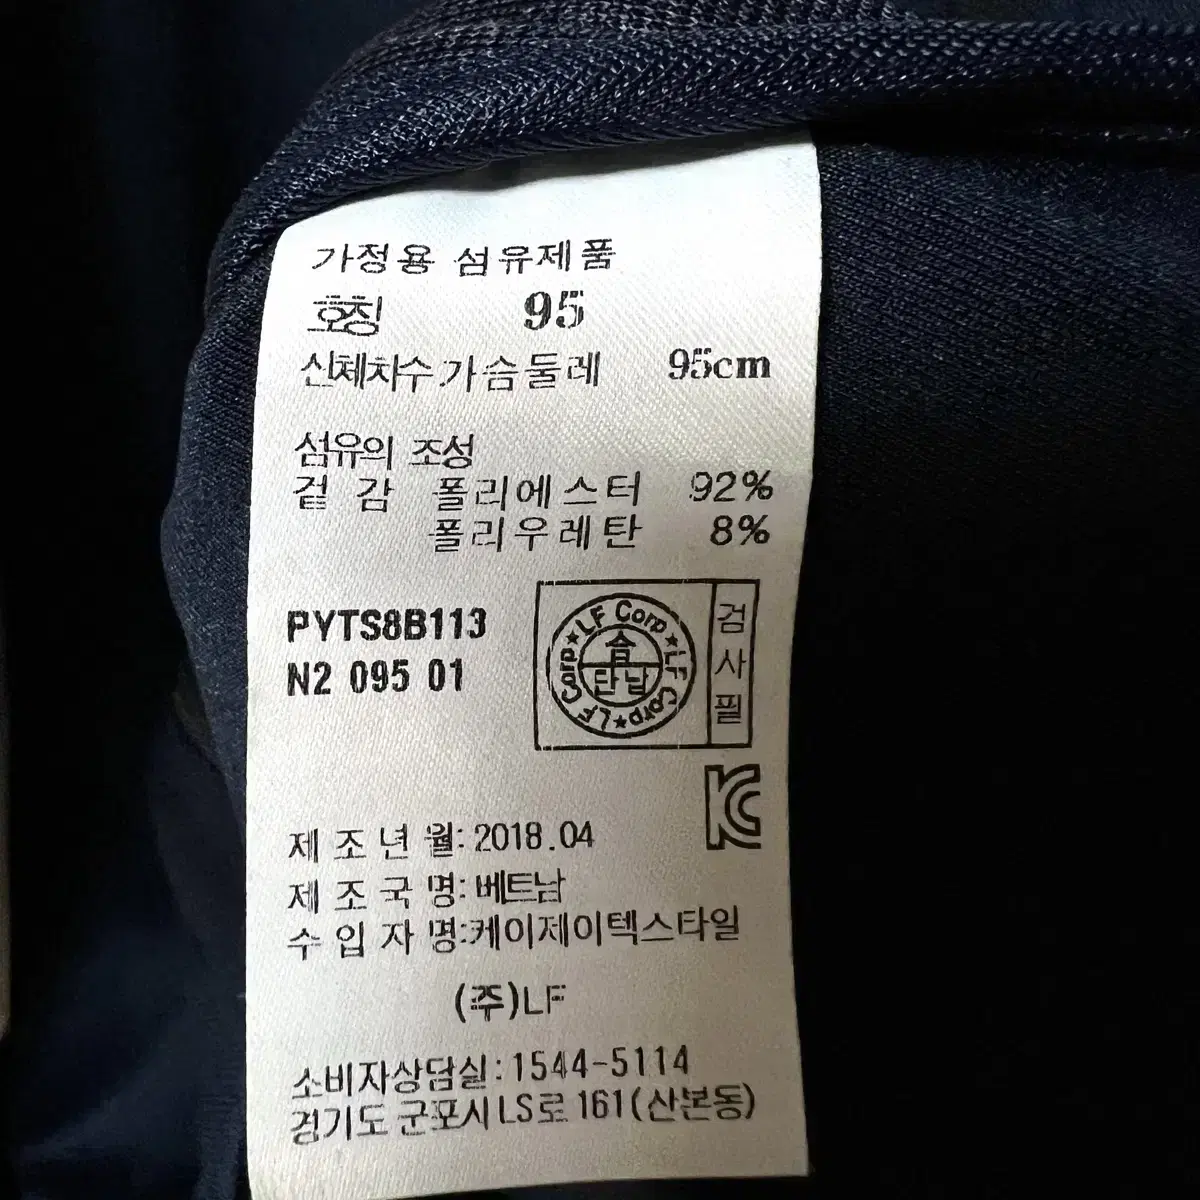 가정용 섬유제품
호칭 95
신체치수 가슴둘레 95cm
섬유의 조성
겉 감 폴리에스터 92%
폴리우레탄 8%
PYTS8B113
N2 095 01
LF Corp★LF Corp★LF Corp★
숨
단남
검사필
제 조 년 월: 2018.04
제 조 국 명: 베트남
수 입 자 명: 케이제이텍스타일
(주)LF
소비자상담실: 1544-5114
경기도 군포시 LS로 161(산본동)